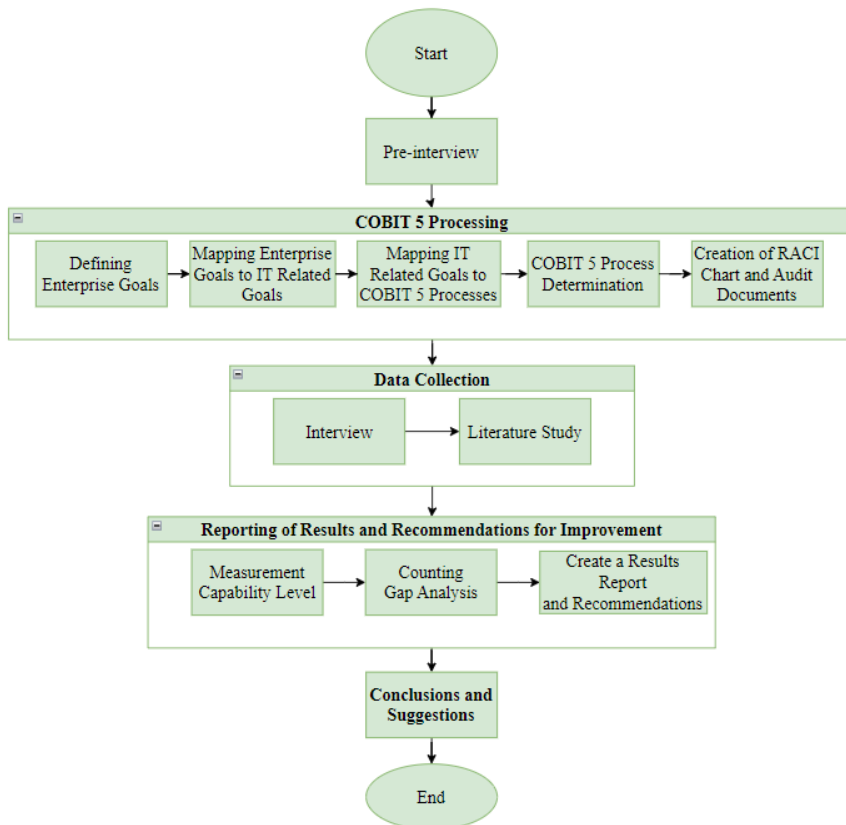 Start
Pre-interview
COBIT 5 Processing
Defining
Enterprise Goals
Mapping Enterprise
Goals to IT Related
Goals
Mapping IT
Related Goals to
COBIT 5 Processes
COBIT 5 Process
Determination
Creation of RACI
Chart and Audit
Documents
Data Collection
Interview
Literature Study
Reporting of Results and Recommendations for Improvement
Measurement
Capability Level
Counting
Gap Analysis
Create a Results
Report
and Recommendations
Conclusions and
Suggestions
End